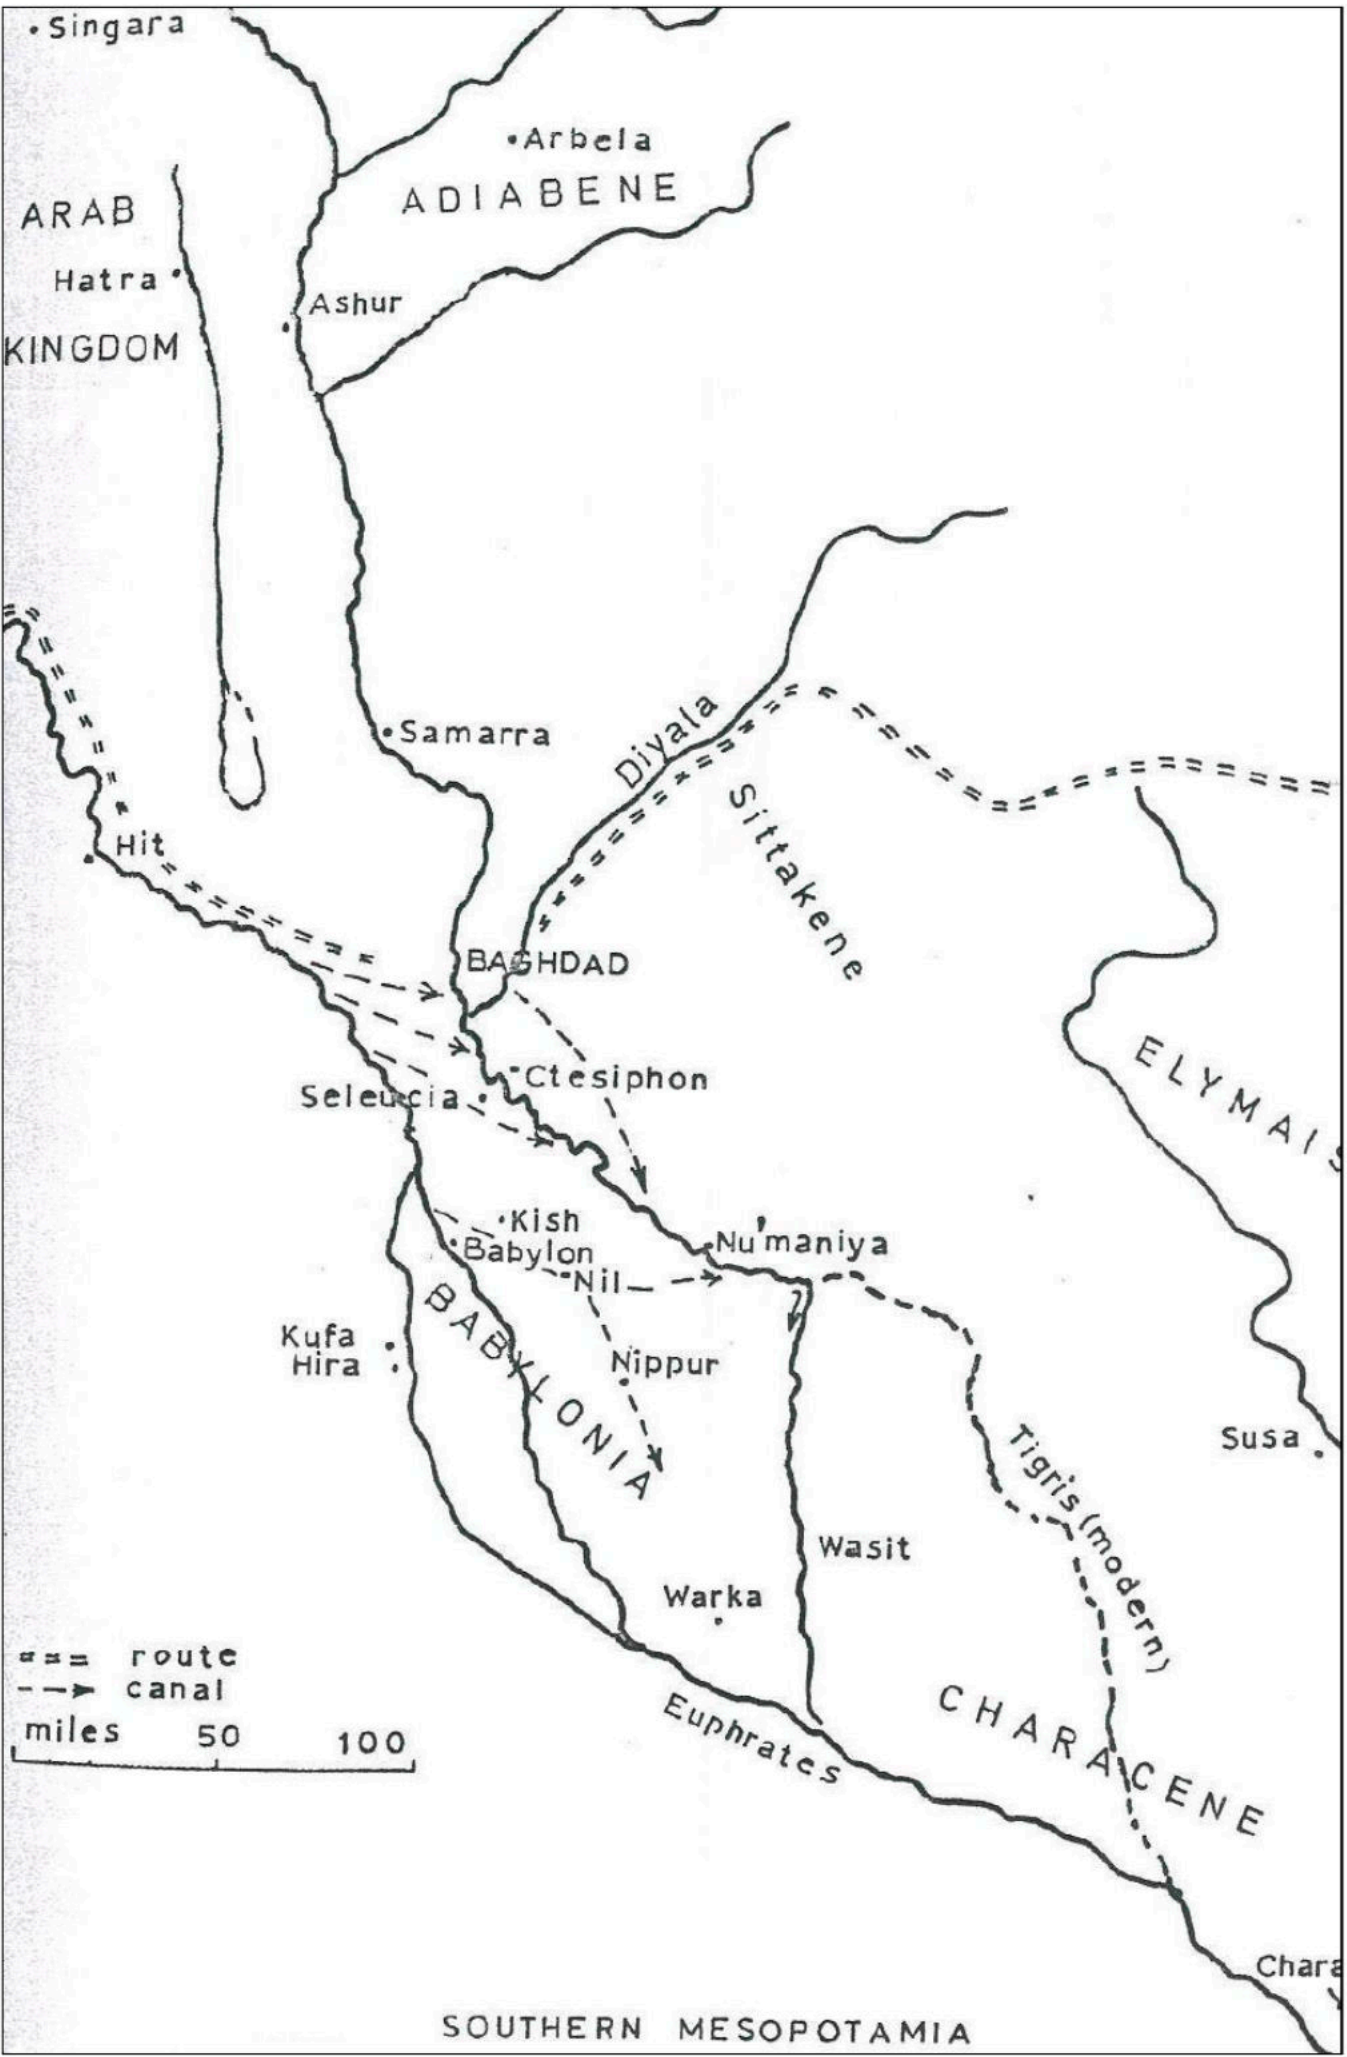 Singara
Arbela
ADIABENE
ARAB
Hatra
Ashur
KINGDOM
Samarra
Diyala
Sittakene
Hit
BAGHDAD
ELYMAIS
Ctesiphon
Seleucia
Kish
Babylon
Nu'maniya
Nil
BABYLONIA
Kufa
Hira
Nippur
Susa
Tigris (modern)
Wasit
Warka
route
canal
miles 50 100
Euphrates
CHARACENE
Chara
SOUTHERN MESOPOTAMIA